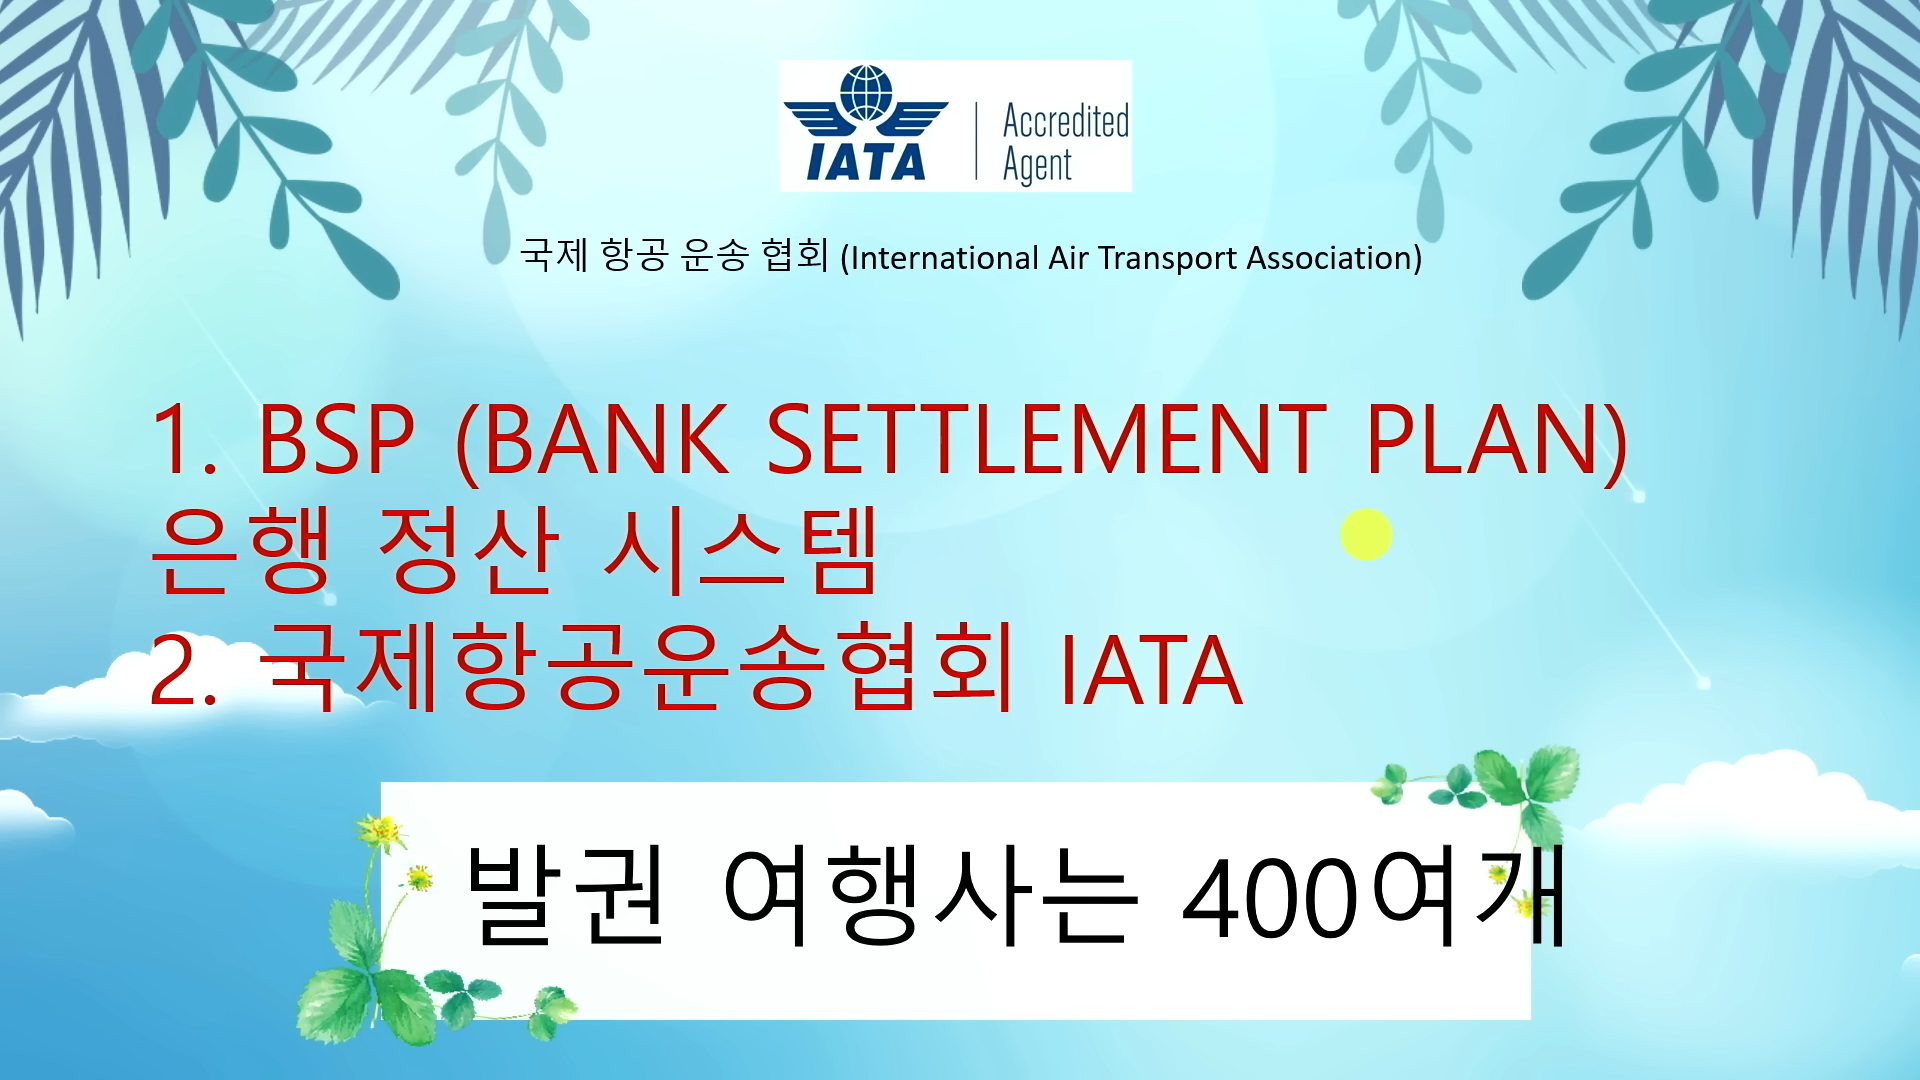 IATA
Accredited
Agent
국제 항공 운송 협회 (International Air Transport Association)
1. BSP (BANK SETTLEMENT PLAN)
은행 정산 시스템
2. 국제항공운송협회 IATA
발권 여행사는 400여개